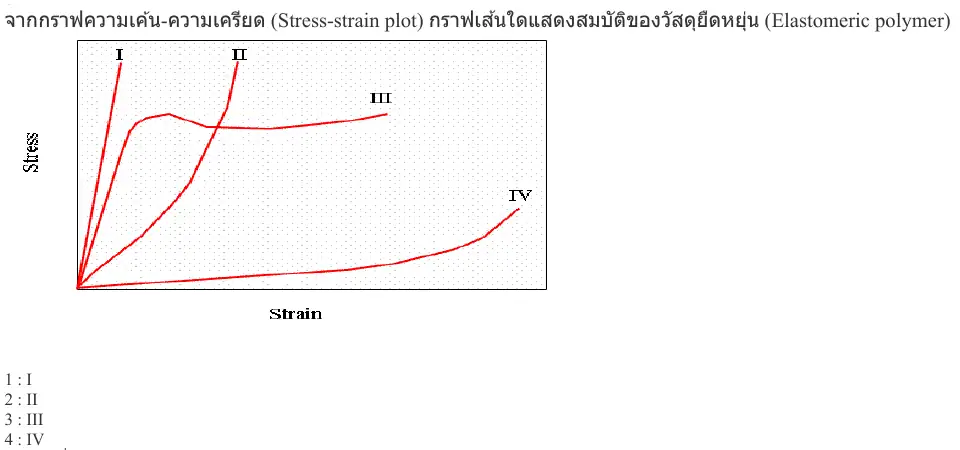 จากกราฟความเค้น-ความเครียด (Stress-strain plot) กราฟเส้นใดแสดงสมบัติของวัสดุยืดหยุ่น (Elastomeric polymer)
I
II
III
Stress
IV
Strain
1 : I
2 : II
3 : III
4 : IV